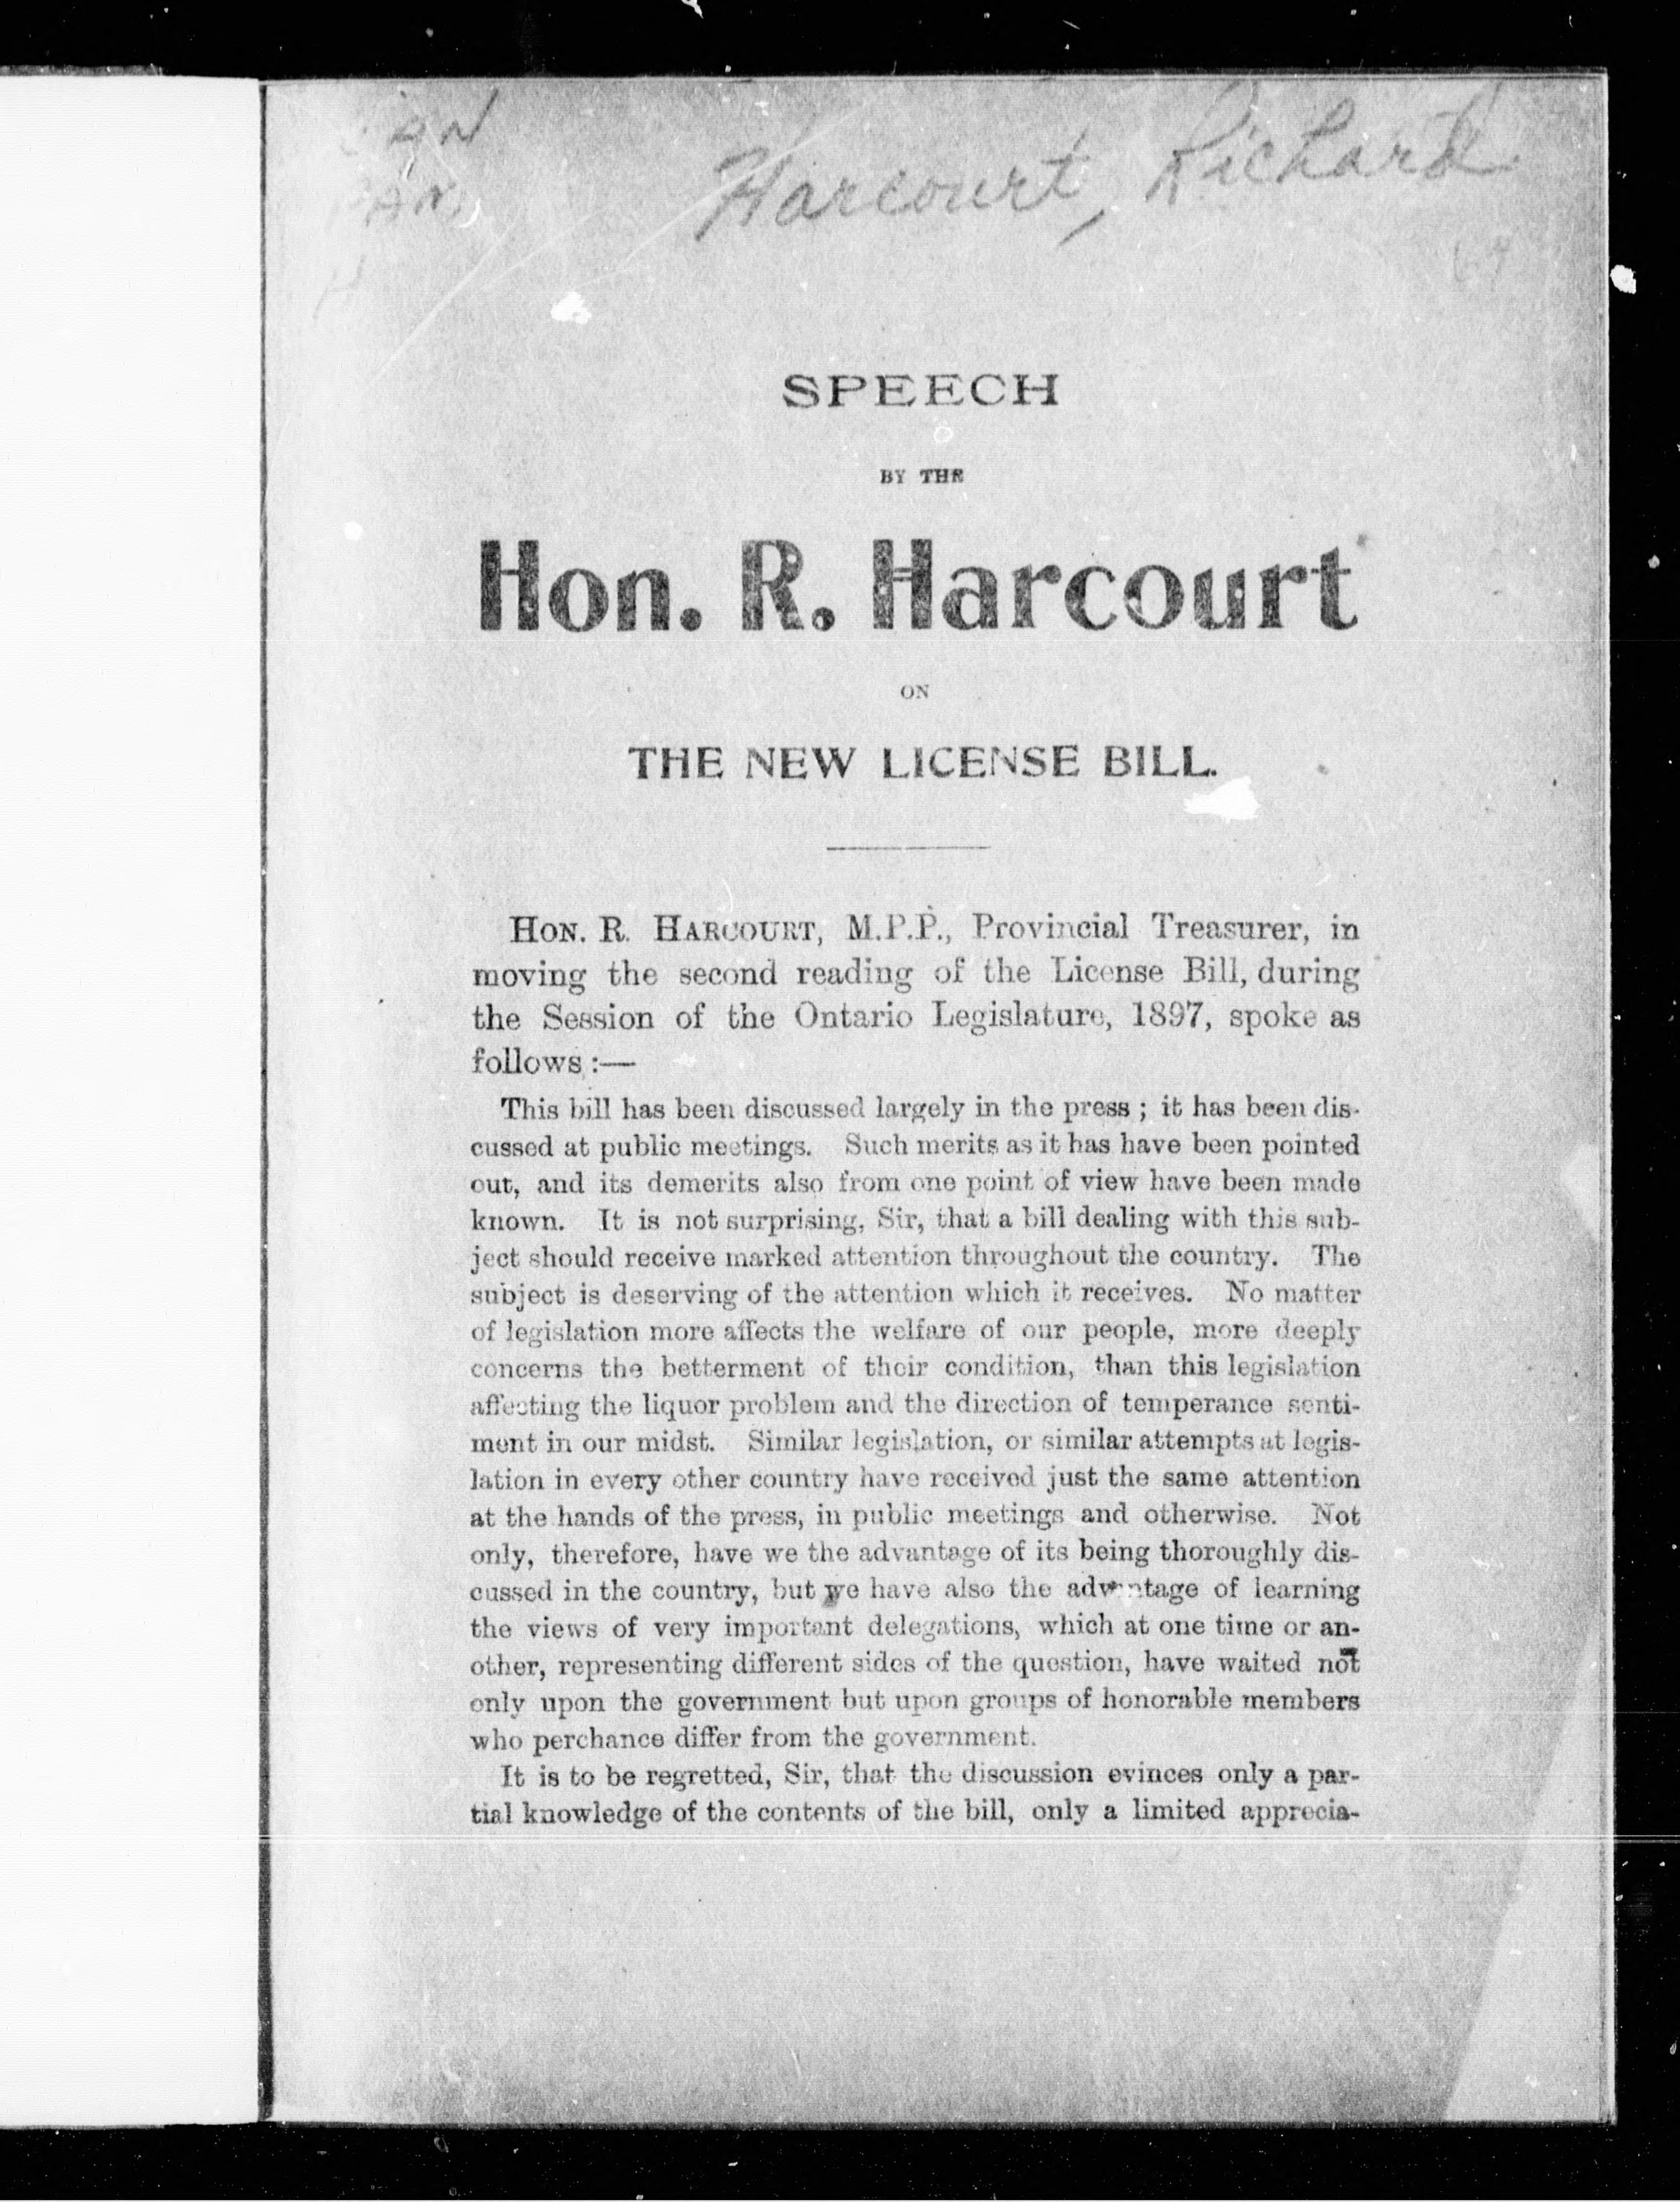 AN
AN
Harcourt, Richard
SPEECH
BY THE
Hon. R. Harcourt
ON
THE NEW LICENSE BILL.
HON. R. HARCOURT, M.P.P., Provincial Treasurer, in
moving the second reading of the License Bill, during
the Session of the Ontario Legislature, 1897, spoke as
follows :—
This bill has been discussed largely in the press ; it has been dis-
cussed at public meetings. Such merits as it has have been pointed
out, and its demerits also from one point of view have been made
known. It is not surprising, Sir, that a bill dealing with this sub-
ject should receive marked attention throughout the country. The
subject is deserving of the attention which it receives. No matter
of legislation more affects the welfare of our people, more deeply
concerns the betterment of their condition, than this legislation
affecting the liquor problem and the direction of temperance senti-
ment in our midst. Similar legislation, or similar attempts at legis-
lation in every other country have received just the same attention
at the hands of the press, in public meetings and otherwise. Not
only, therefore, have we the advantage of its being thoroughly dis-
cussed in the country, but we have also the advantage of learning
the views of very important delegations, which at one time or an-
other, representing different sides of the question, have waited not
only upon the government but upon groups of honorable members
who perchance differ from the government.
It is to be regretted, Sir, that the discussion evinces only a par-
tial knowledge of the contents of the bill, only a limited apprecia-